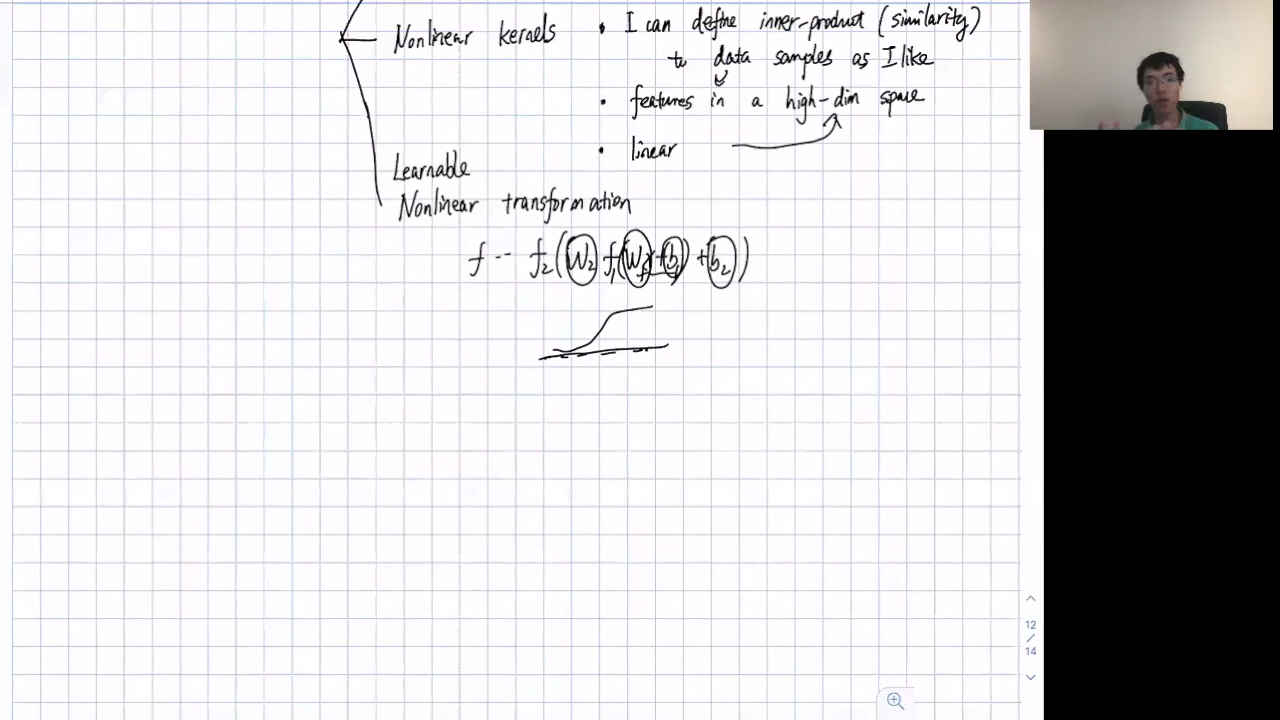 Nonlinear kernels • I can define inner-product (similarity)
to data samples as I like
• features in a high-dim space
• linear
Learnable
Nonlinear transformation
f -- f₂(W₂ f₁(W₁ + b₁) + b₂)
12
/
14